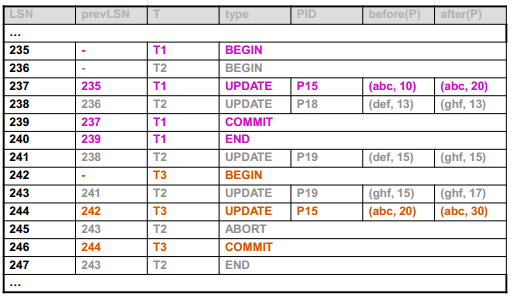 LSN prevLSN T type PID before(P) after(P)
...
235 - T1 BEGIN
236 - T2 BEGIN
237 235 T1 UPDATE P15 (abc, 10) (abc, 20)
238 236 T2 UPDATE P18 (def, 13) (ghf, 13)
239 237 T1 COMMIT
240 239 T1 END
241 238 T2 UPDATE P19 (def, 15) (ghf, 15)
242 - T3 BEGIN
243 241 T2 UPDATE P19 (ghf, 15) (ghf, 17)
244 242 T3 UPDATE P15 (abc, 20) (abc, 30)
245 243 T2 ABORT
246 244 T3 COMMIT
247 243 T2 END
...